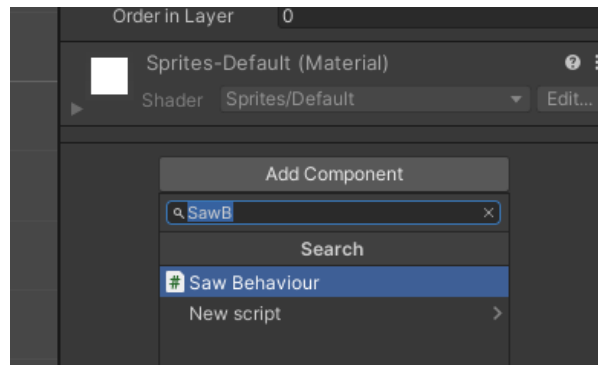 Order in Layer 0
Sprites-Default (Material)
Shader Sprites/Default Edit...
Add Component
SawB
Search
Saw Behaviour
New script